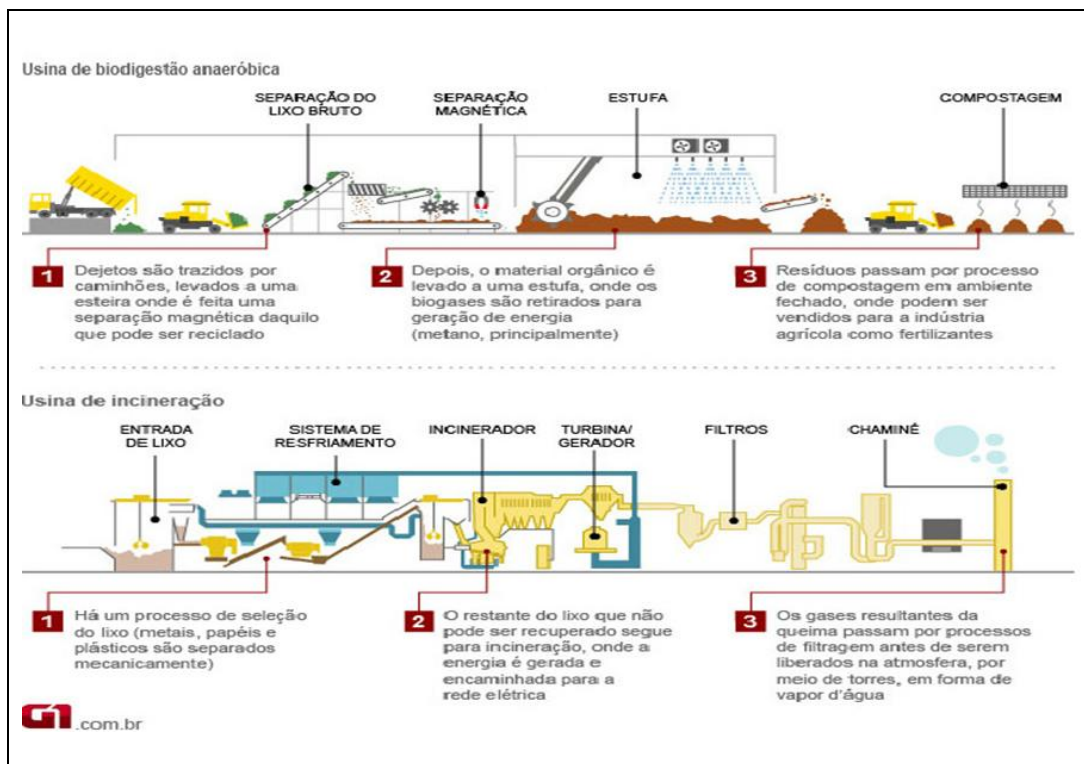 Usina de biodigestão anaeróbica
SEPARAÇÃO DO
LIXO BRUTO
SEPARAÇÃO
MAGNÉTICA
ESTUFA
COMPOSTAGEM
1
Dejetos são trazidos por
caminhões, levados a uma
esteira onde é feita uma
separação magnética daquilo
que pode ser reciclado
2
Depois, o material orgânico é
levado a uma estufa, onde os
biogases são retirados para
geração de energia
(metano, principalmente)
3
Resíduos passam por processo
de compostagem em ambiente
fechado, onde podem ser
vendidos para a indústria
agrícola como fertilizantes
Usina de incineração
ENTRADA
DE LIXO
SISTEMA DE
RESFRIAMENTO
INCINERADOR
TURBINA/
GERADOR
FILTROS
CHAMINÉ
1
Há um processo de seleção
do lixo (metais, papéis e
plásticos são separados
mecanicamente)
2
O restante do lixo que não
pode ser recuperado segue
para incineração, onde a
energia é gerada e
encaminhada para a
rede elétrica
3
Os gases resultantes da
queima passam por processos
de filtragem antes de serem
liberados na atmosfera, por
meio de torres, em forma de
vapor d'água
G1.com.br